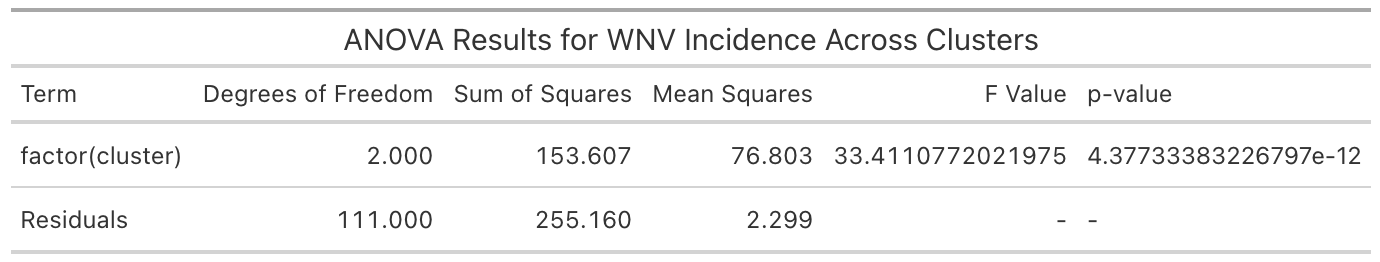 ANOVA Results for WNV Incidence Across Clusters
Term Degrees of Freedom Sum of Squares Mean Squares F Value p-value
factor(cluster) 2.000 153.607 76.803 33.4110772021975 4.37733383226797e-12
Residuals 111.000 255.160 2.299 - -